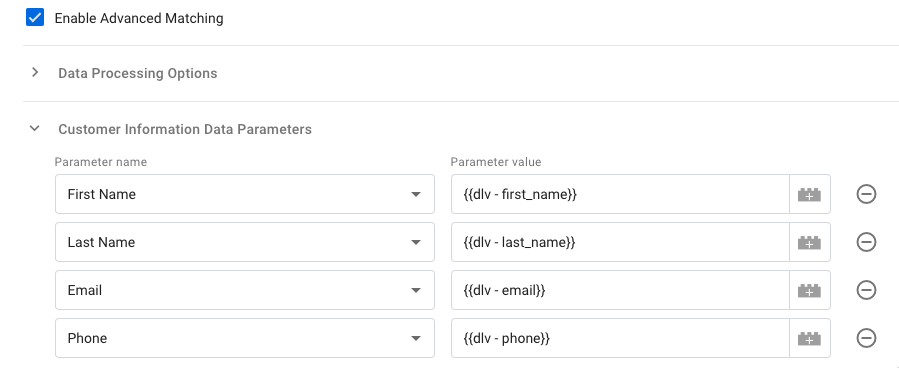 Enable Advanced Matching
Data Processing Options
Customer Information Data Parameters
Parameter name Parameter value
First Name {{dlv - first_name}}
Last Name {{dlv - last_name}}
Email {{dlv - email}}
Phone {{dlv - phone}}